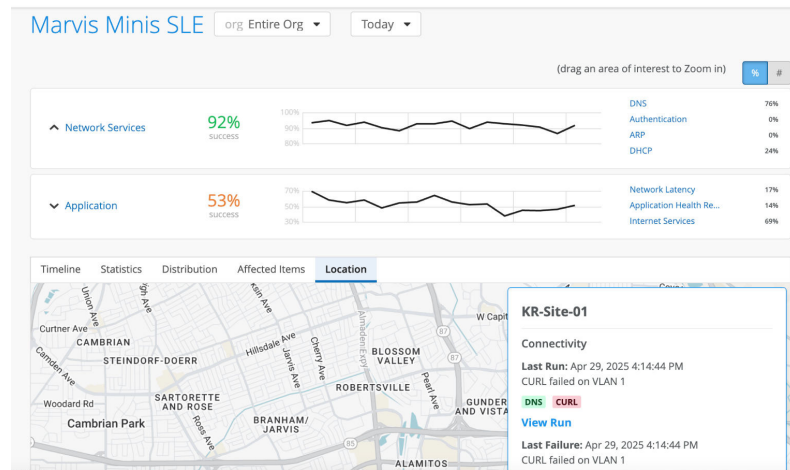 Marvis Minis SLE org Entire Org Today
(drag an area of interest to Zoom in) % #
Network Services
92%
success
100%
90%
80%
DNS 76%
Authentication 0%
ARP 0%
DHCP 24%
Application
53%
success
70%
50%
30%
Network Latency 17%
Application Health Re... 14%
Internet Services 69%
Timeline Statistics Distribution Affected Items Location
Union Ave
Curtner Ave
CAMBRIAN
STEINDORF-DOERR
Camden Ave
Woodard Rd
Cambrian Park
SARTORETTE
AND ROSE
Ross Ave
Hillsdale Ave
Jarvis Ave
Cherry Ave
BRANHAM/
JARVIS
Almaden Expy
BLOSSOM
VALLEY
ROBERTSVILLE
Pearl Ave
W Capit
87
87
GUNDER
AND VISTA
85
ALAMITOS
KR-Site-01
Connectivity
Last Run: Apr 29, 2025 4:14:44 PM
CURL failed on VLAN 1
DNS CURL
View Run
Last Failure: Apr 29, 2025 4:14:44 PM
CURL failed on VLAN 1